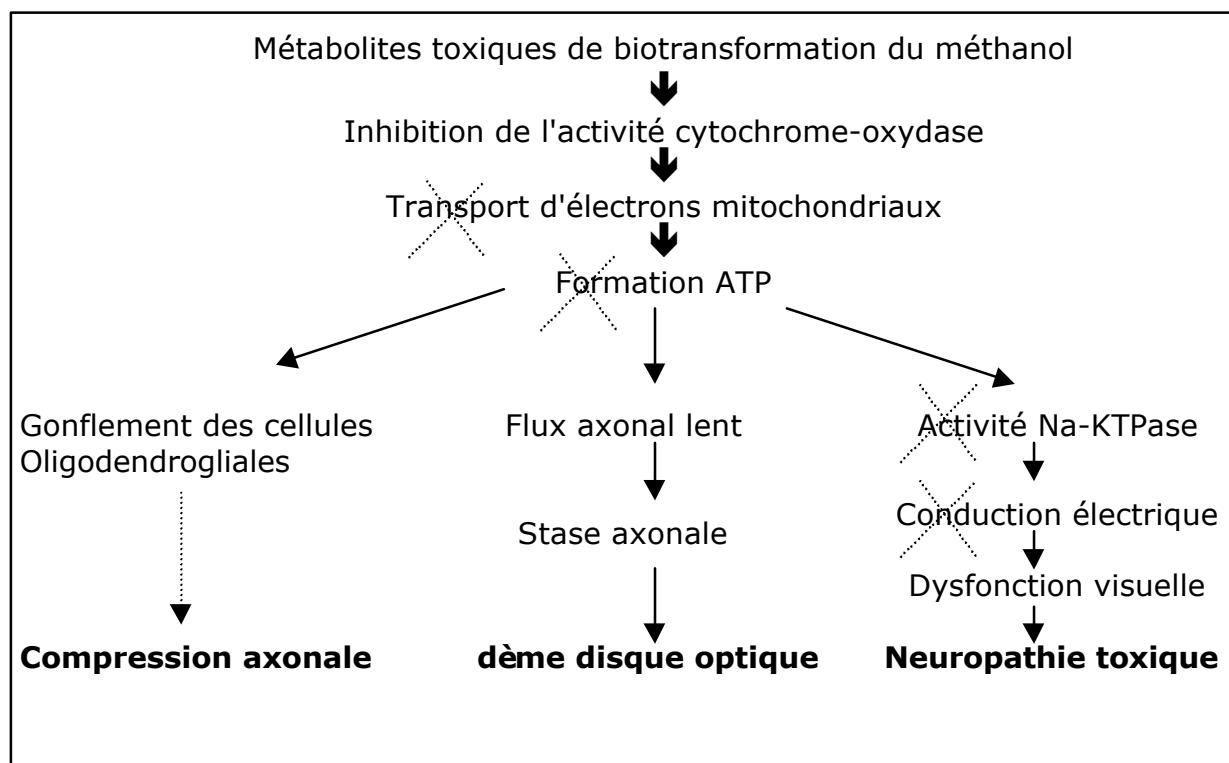 Métabolites toxiques de biotransformation du méthanol
Inhibition de l'activité cytochrome-oxydase
Transport d'électrons mitochondriaux
Formation ATP
Gonflement des cellules
Oligodendrogliales
Compression axonale
Flux axonal lent
Stase axonale
dème disque optique
Activité Na-KTPase
Conduction électrique
Dysfonction visuelle
Neuropathie toxique